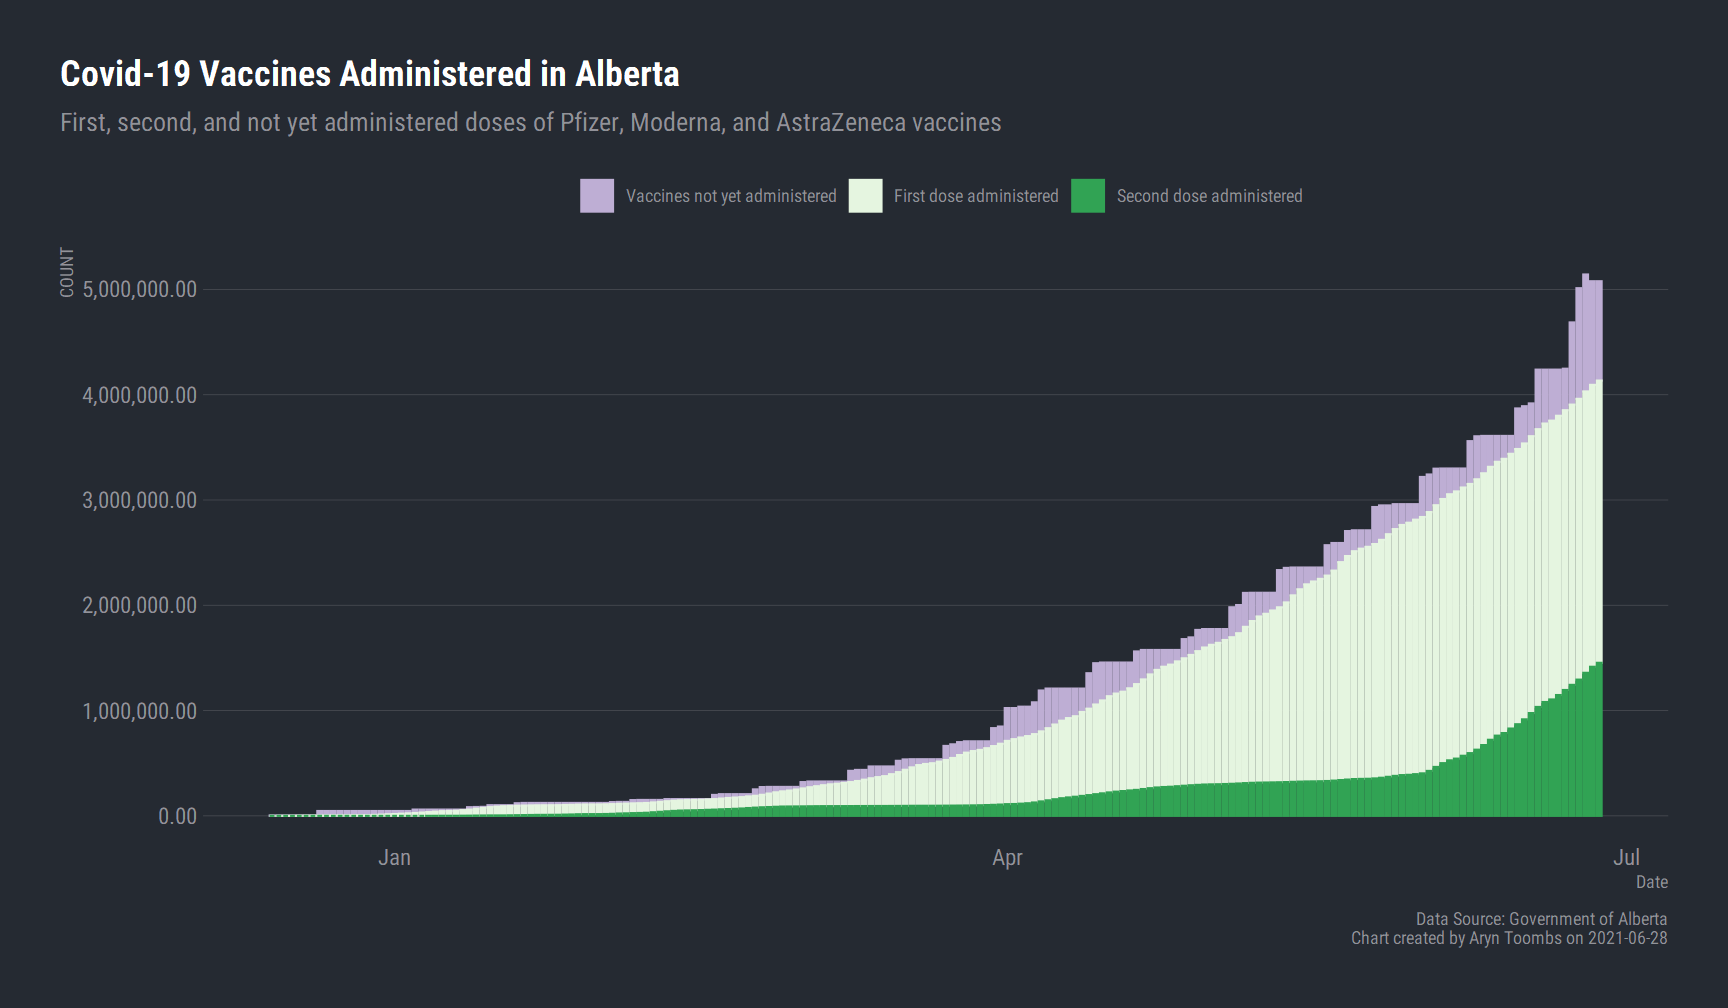 Covid-19 Vaccines Administered in Alberta
First, second, and not yet administered doses of Pfizer, Moderna, and AstraZeneca vaccines
Vaccines not yet administered First dose administered Second dose administered
COUNT
5,000,000.00
4,000,000.00
3,000,000.00
2,000,000.00
1,000,000.00
0.00
Jan Apr Jul
Date
Data Source: Government of Alberta
Chart created by Aryn Toombs on 2021-06-28